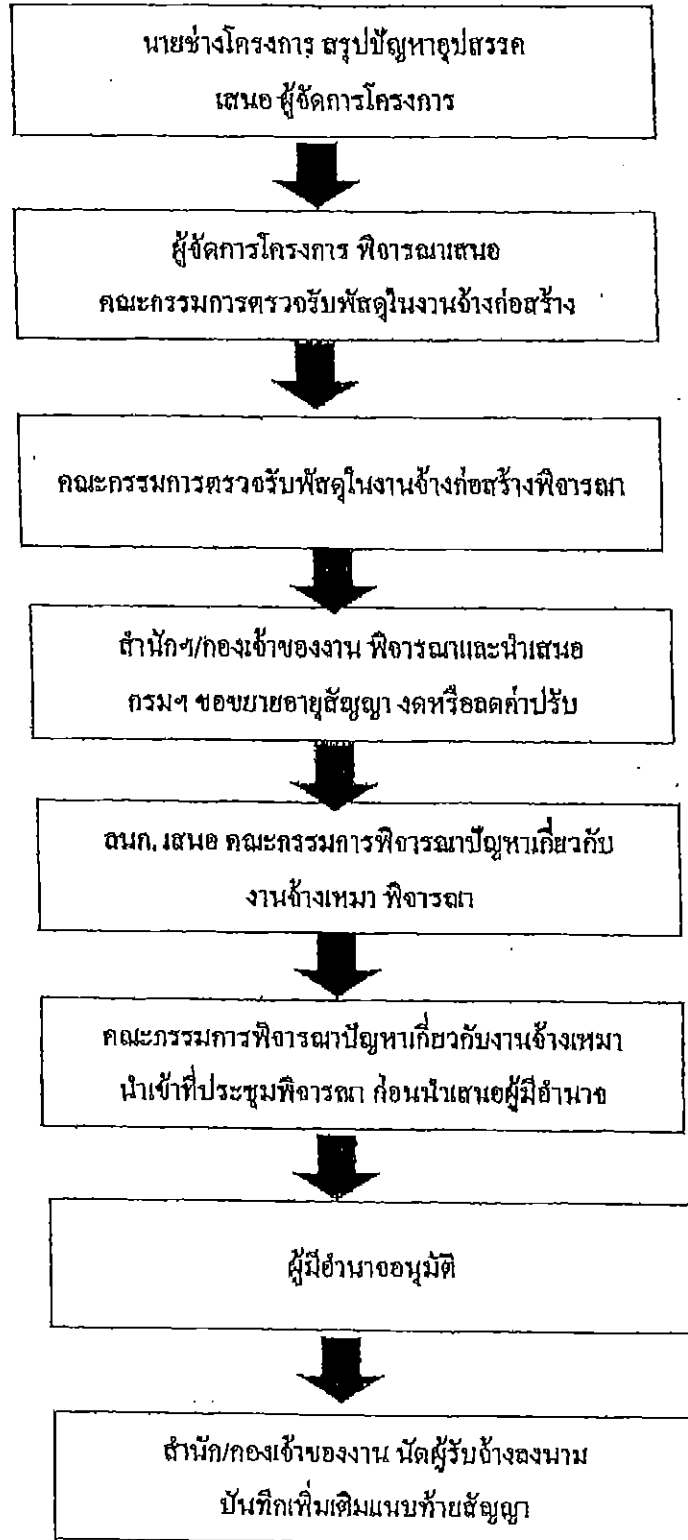 นายช่างโครงการ สรุปปัญหาอุปสรรค
เสนอ ผู้จัดการโครงการ
ผู้จัดการโครงการ พิจารณาเสนอ
คณะกรรมการตรวจรับพัสดุในงานจ้างก่อสร้าง
คณะกรรมการตรวจรับพัสดุในงานจ้างก่อสร้างพิจารณา
สำนักฯ/กองเจ้าของงาน พิจารณาและนำเสนอ
กรมฯ ขอขยายอายุสัญญา งดหรือลดค่าปรับ
ลนก. เสนอ คณะกรรมการพิจารณาปัญหาเกี่ยวกับ
งานจ้างเหมา พิจารณา
คณะกรรมการพิจารณาปัญหาเกี่ยวกับงานจ้างเหมา
นำเข้าที่ประชุมพิจารณา ก่อนนำเสนอผู้มีอำนาจ
ผู้มีอำนาจอนุมัติ
สำนัก/กองเจ้าของงาน นัดผู้รับจ้างลงนาม
บันทึกเพิ่มเติมแนบท้ายสัญญา